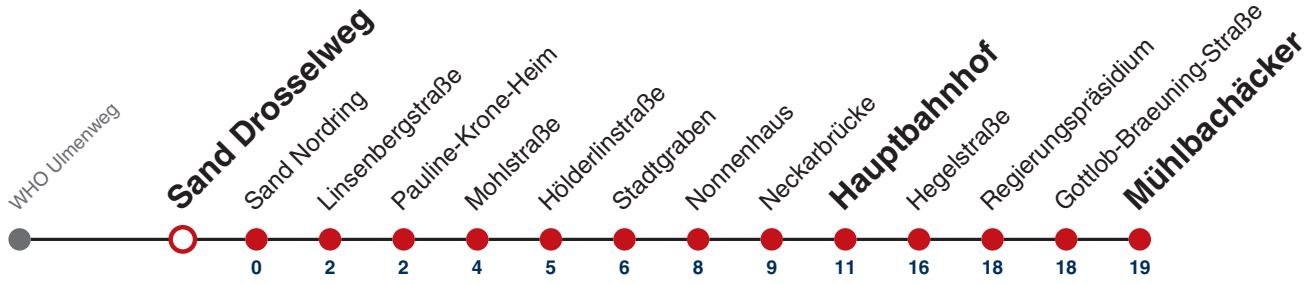 WHO Ulmenweg
Sand Drosselweg
Sand Nordring
Linsenbergstraße
Pauline-Krone-Heim
Mohlstraße
Hölderlinstraße
Stadtgraben
Nonnenhaus
Neckarbrücke
Hauptbahnhof
Hegelstraße
Regierungspräsidium
Gottlob-Braeuning-Straße
Mühlbachäcker
0 2 2 4 5 6 8 9 11 16 18 18 19